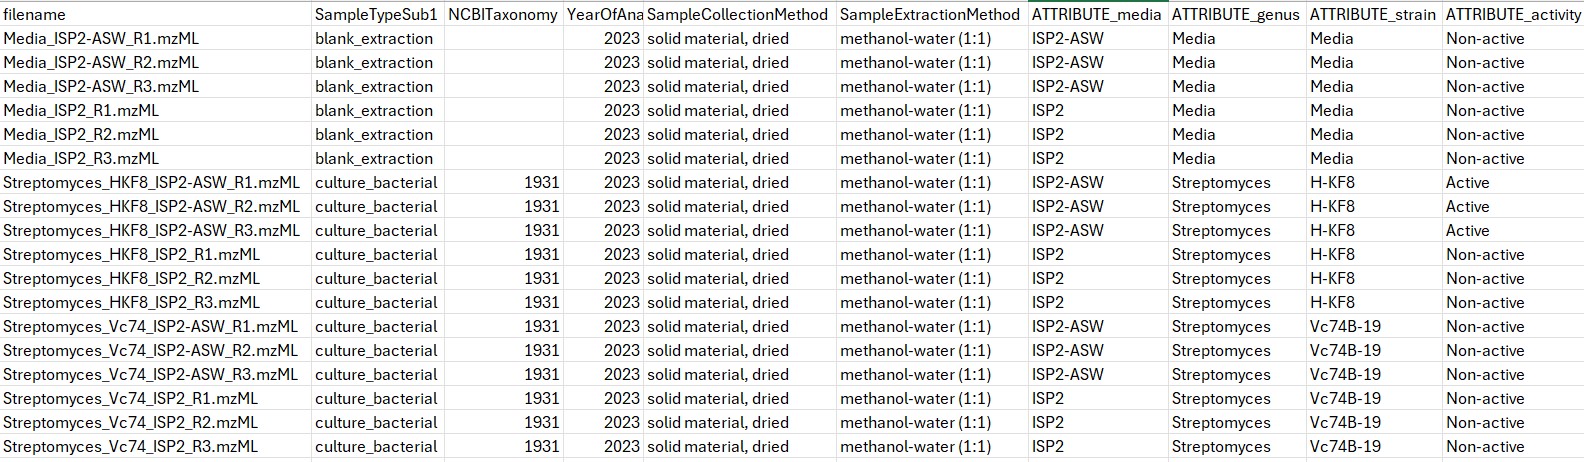 filename SampleTypeSub1 NCBITaxonomy YearOfAna SampleCollectionMethod SampleExtractionMethod ATTRIBUTE_media ATTRIBUTE_genus ATTRIBUTE_strain ATTRIBUTE_activity
Media_ISP2-ASW_R1.mzML blank_extraction 2023 solid material, dried methanol-water (1:1) ISP2-ASW Media Media Non-active
Media_ISP2-ASW_R2.mzML blank_extraction 2023 solid material, dried methanol-water (1:1) ISP2-ASW Media Media Non-active
Media_ISP2-ASW_R3.mzML blank_extraction 2023 solid material, dried methanol-water (1:1) ISP2-ASW Media Media Non-active
Media_ISP2_R1.mzML blank_extraction 2023 solid material, dried methanol-water (1:1) ISP2 Media Media Non-active
Media_ISP2_R2.mzML blank_extraction 2023 solid material, dried methanol-water (1:1) ISP2 Media Media Non-active
Media_ISP2_R3.mzML blank_extraction 2023 solid material, dried methanol-water (1:1) ISP2 Media Media Non-active
Streptomyces_HKF8_ISP2-ASW_R1.mzML culture_bacterial 1931 2023 solid material, dried methanol-water (1:1) ISP2-ASW Streptomyces H-KF8 Active
Streptomyces_HKF8_ISP2-ASW_R2.mzML culture_bacterial 1931 2023 solid material, dried methanol-water (1:1) ISP2-ASW Streptomyces H-KF8 Active
Streptomyces_HKF8_ISP2-ASW_R3.mzML culture_bacterial 1931 2023 solid material, dried methanol-water (1:1) ISP2-ASW Streptomyces H-KF8 Active
Streptomyces_HKF8_ISP2_R1.mzML culture_bacterial 1931 2023 solid material, dried methanol-water (1:1) ISP2 Streptomyces H-KF8 Non-active
Streptomyces_HKF8_ISP2_R2.mzML culture_bacterial 1931 2023 solid material, dried methanol-water (1:1) ISP2 Streptomyces H-KF8 Non-active
Streptomyces_HKF8_ISP2_R3.mzML culture_bacterial 1931 2023 solid material, dried methanol-water (1:1) ISP2 Streptomyces H-KF8 Non-active
Streptomyces_Vc74_ISP2-ASW_R1.mzML culture_bacterial 1931 2023 solid material, dried methanol-water (1:1) ISP2-ASW Streptomyces Vc74B-19 Non-active
Streptomyces_Vc74_ISP2-ASW_R2.mzML culture_bacterial 1931 2023 solid material, dried methanol-water (1:1) ISP2-ASW Streptomyces Vc74B-19 Non-active
Streptomyces_Vc74_ISP2-ASW_R3.mzML culture_bacterial 1931 2023 solid material, dried methanol-water (1:1) ISP2-ASW Streptomyces Vc74B-19 Non-active
Streptomyces_Vc74_ISP2_R1.mzML culture_bacterial 1931 2023 solid material, dried methanol-water (1:1) ISP2 Streptomyces Vc74B-19 Non-active
Streptomyces_Vc74_ISP2_R2.mzML culture_bacterial 1931 2023 solid material, dried methanol-water (1:1) ISP2 Streptomyces Vc74B-19 Non-active
Streptomyces_Vc74_ISP2_R3.mzML culture_bacterial 1931 2023 solid material, dried methanol-water (1:1) ISP2 Streptomyces Vc74B-19 Non-active